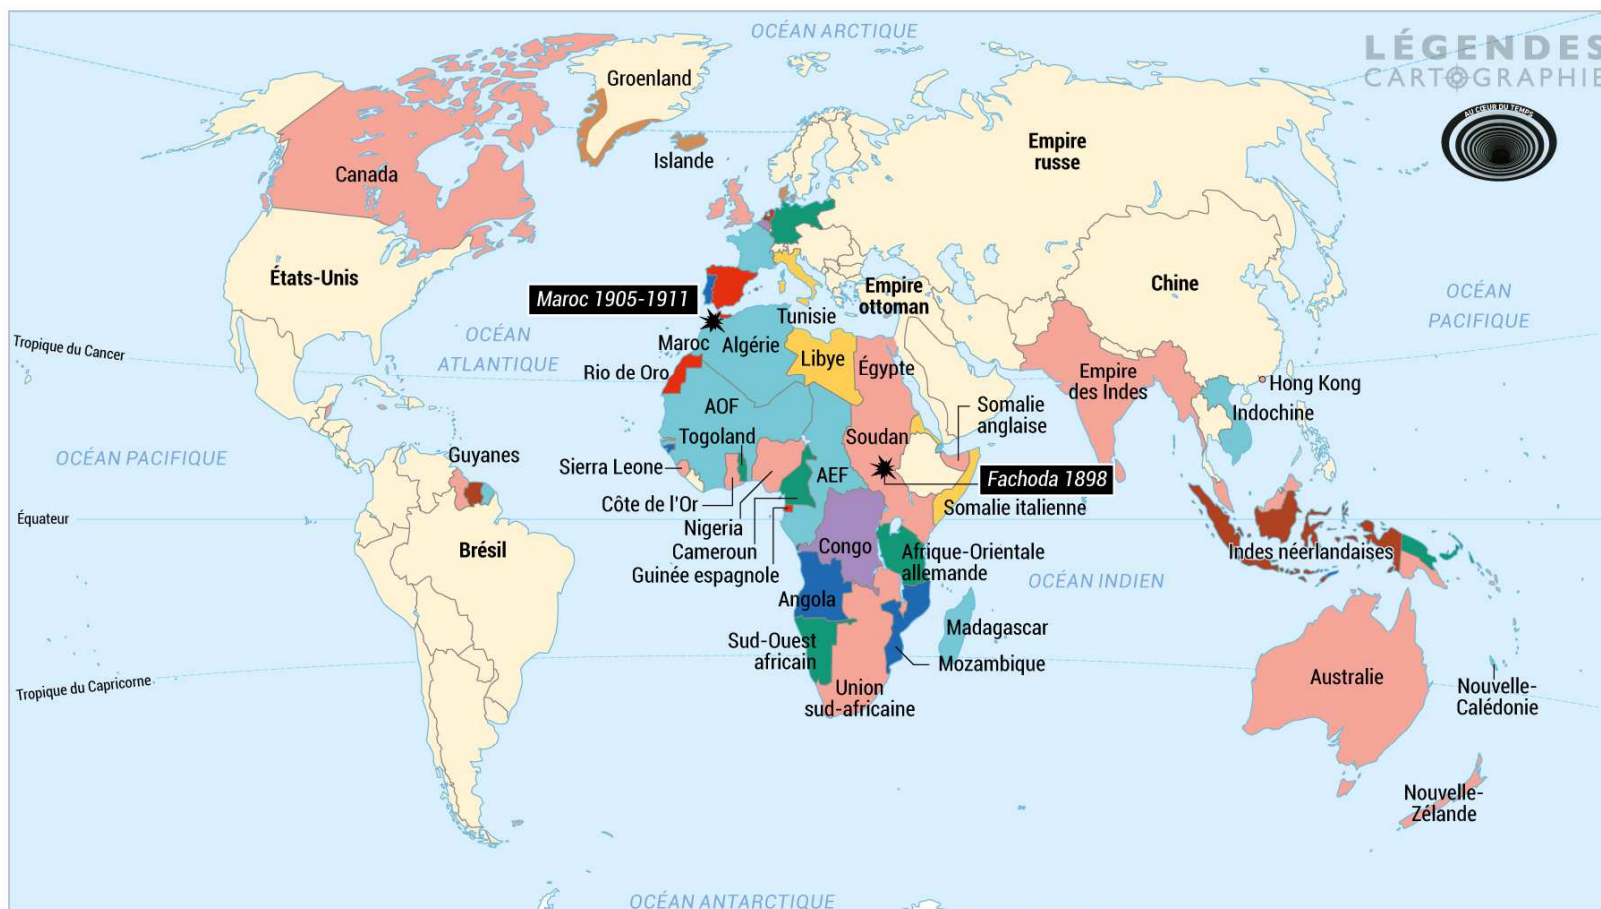 OCÉAN ARCTIQUE
LÉGENDES
CARTOGRAPHIE
AU CŒUR DU TEMPS
Groenland
Empire
russe
Islande
Canada
États-Unis
Chine
Empire
ottoman
Maroc 1905-1911
OCÉAN
PACIFIQUE
Tunisie
OCÉAN
ATLANTIQUE
Tropique du Cancer
Maroc
Algérie
Libye
Égypte
Rio de Oro
Empire
des Indes
Hong Kong
AOF
Somalie
anglaise
Indochine
Togoland
Soudan
Guyanes
OCÉAN PACIFIQUE
Sierra Leone
AEF
Fachoda 1898
Côte de l'Or
Somalie italienne
Équateur
Nigeria
Brésil
Cameroun
Congo
Afrique-Orientale
allemande
Indes néerlandaises
Guinée espagnole
OCÉAN INDIEN
Angola
Madagascar
Sud-Ouest
africain
Mozambique
Tropique du Capricorne
Union
sud-africaine
Australie
Nouvelle-
Calédonie
Nouvelle-
Zélande
OCÉAN ANTARCTIQUE